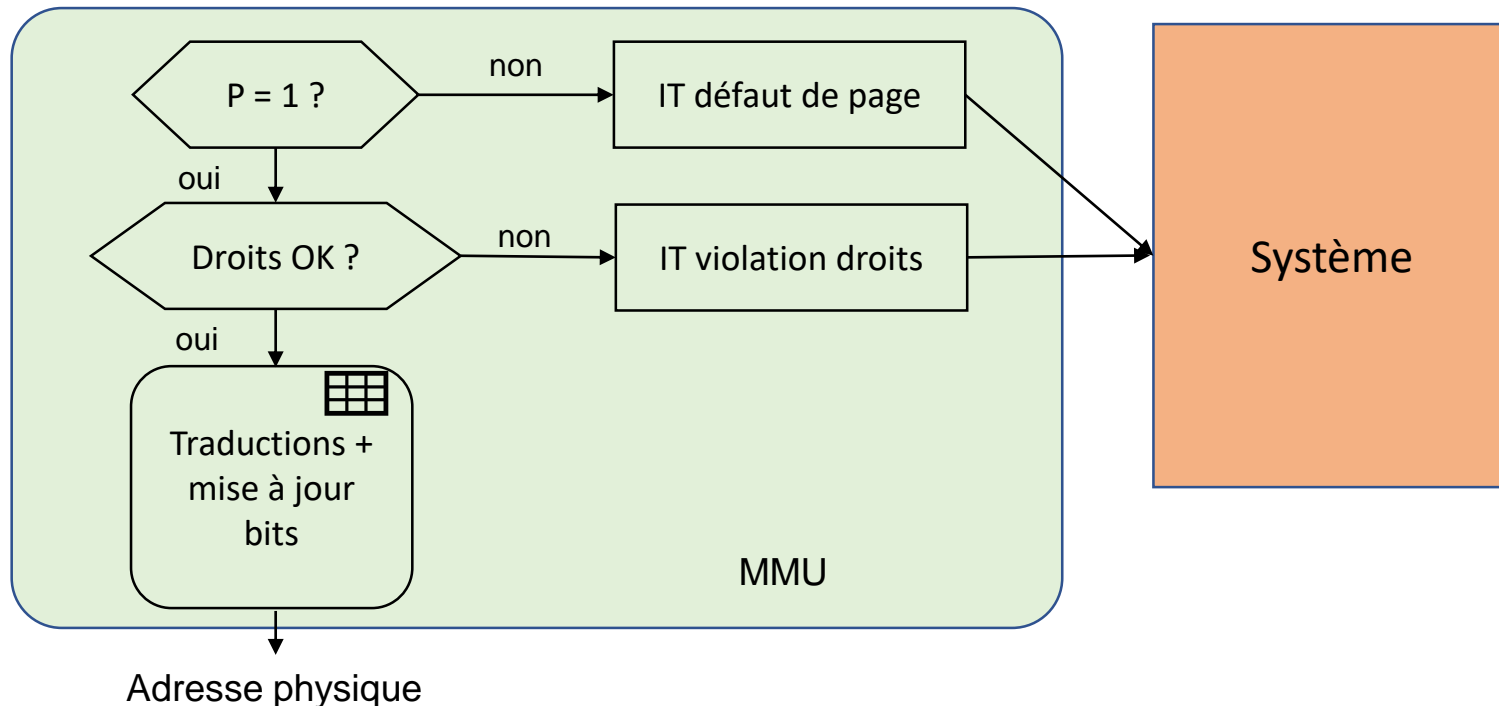 P = 1 ?
non
IT défaut de page
oui
Droits OK ?
non
IT violation droits
Système
oui
Traductions +
mise à jour
bits
MMU
Adresse physique